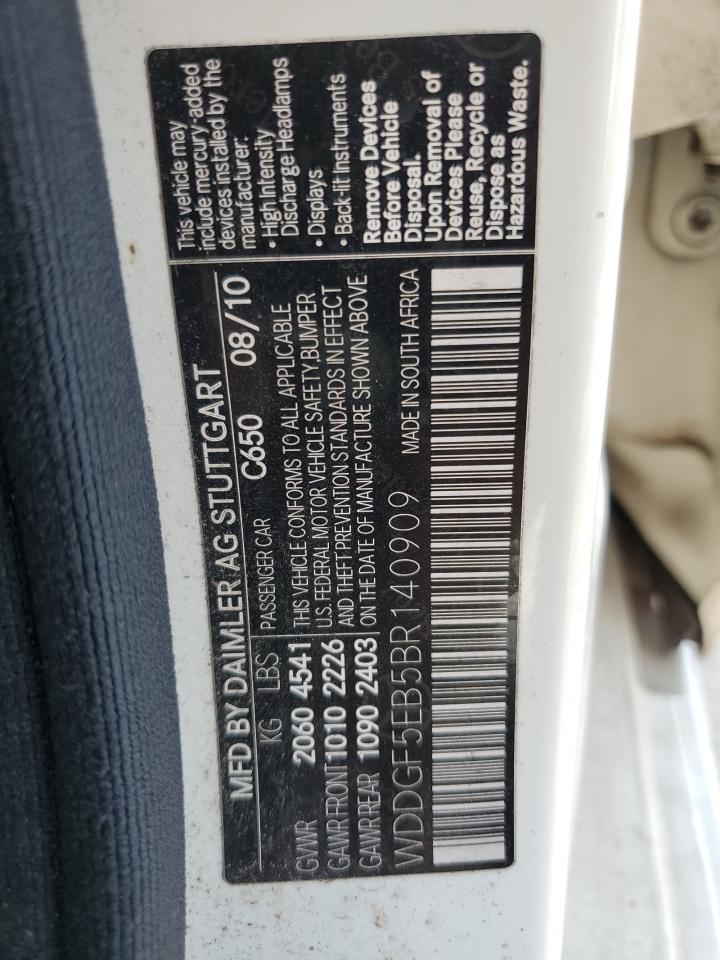 MFD BY DAIMLER AG STUTTGART
C650 08/10
KG LBS PASSENGER CAR
GVWR 2060 4541
GAWR FRONT 1010 2226
GAWR REAR 1090 2403
THIS VEHICLE CONFORMS TO ALL APPLICABLE
U.S. FEDERAL MOTOR VEHICLE SAFETY,BUMPER
AND THEFT PREVENTION STANDARDS IN EFFECT
ON THE DATE OF MANUFACTURE SHOWN ABOVE.
WDDGF5EB5BR140909 MADE IN SOUTH AFRICA
This vehicle may
include mercury-added
devices installed by the
manufacturer:
• High Intensity
Discharge Headlamps
• Displays
• Back-lit Instruments
Remove Devices
Before Vehicle
Disposal.
Upon Removal of
Devices Please
Reuse, Recycle or
Dispose as
Hazardous Waste.